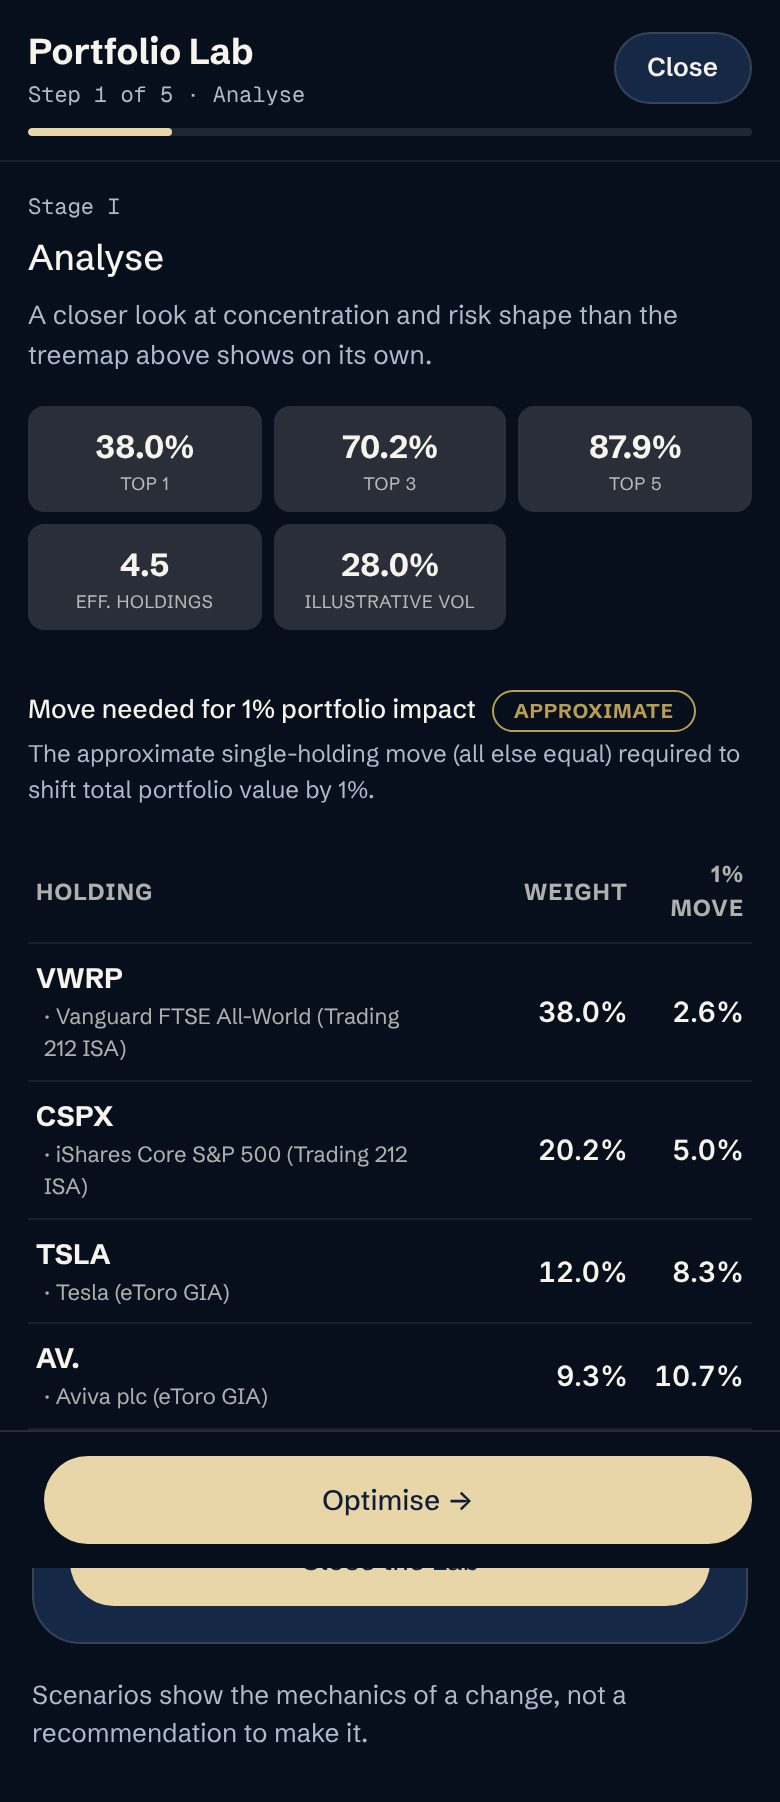 Portfolio Lab
Close
Step 1 of 5 · Analyse
Stage I
Analyse
A closer look at concentration and risk shape than the
treemap above shows on its own.
38.0%
TOP 1
70.2%
TOP 3
87.9%
TOP 5
4.5
EFF. HOLDINGS
28.0%
ILLUSTRATIVE VOL
Move needed for 1% portfolio impact APPROXIMATE
The approximate single-holding move (all else equal) required to
shift total portfolio value by 1%.
HOLDING WEIGHT 1% MOVE
VWRP
· Vanguard FTSE All-World (Trading
212 ISA)
38.0% 2.6%
CSPX
· iShares Core S&P 500 (Trading 212
ISA)
20.2% 5.0%
TSLA
· Tesla (eToro GIA)
12.0% 8.3%
AV.
· Aviva plc (eToro GIA)
9.3% 10.7%
Optimise →
Close the Lab
Scenarios show the mechanics of a change, not a
recommendation to make it.